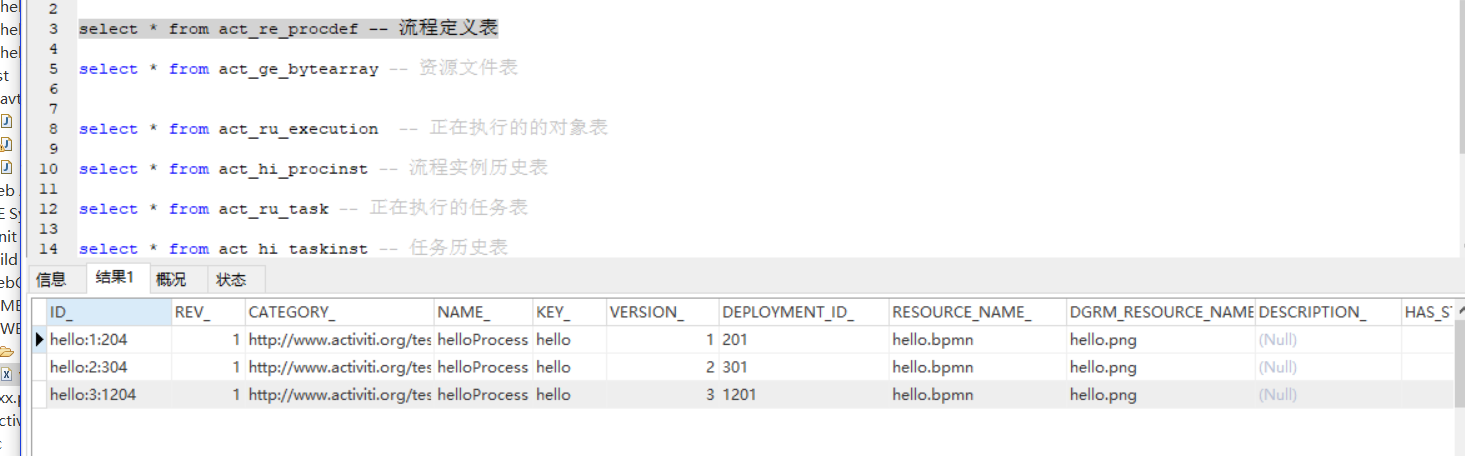 2
3 select * from act_re_procdef -- 流程定义表
4
5 select * from act_ge_bytearray -- 资源文件表
6
7
8 select * from act_ru_execution -- 正在执行的的对象表
9
10 select * from act_hi_procinst -- 流程实例历史表
11
12 select * from act_ru_task -- 正在执行的任务表
13
14 select * from act_hi_taskinst -- 任务历史表
信息 结果1 概况 状态
ID_ REV_ CATEGORY_ NAME_ KEY_ VERSION_ DEPLOYMENT_ID_ RESOURCE_NAME_ DGRM_RESOURCE_NAME DESCRIPTION_ HAS_ST
hello:1:204 1 http://www.activiti.org/tes helloProcess hello 1 201 hello.bpmn hello.png (Null)
hello:2:304 1 http://www.activiti.org/tes helloProcess hello 2 301 hello.bpmn hello.png (Null)
hello:3:1204 1 http://www.activiti.org/tes helloProcess hello 3 1201 hello.bpmn hello.png (Null)